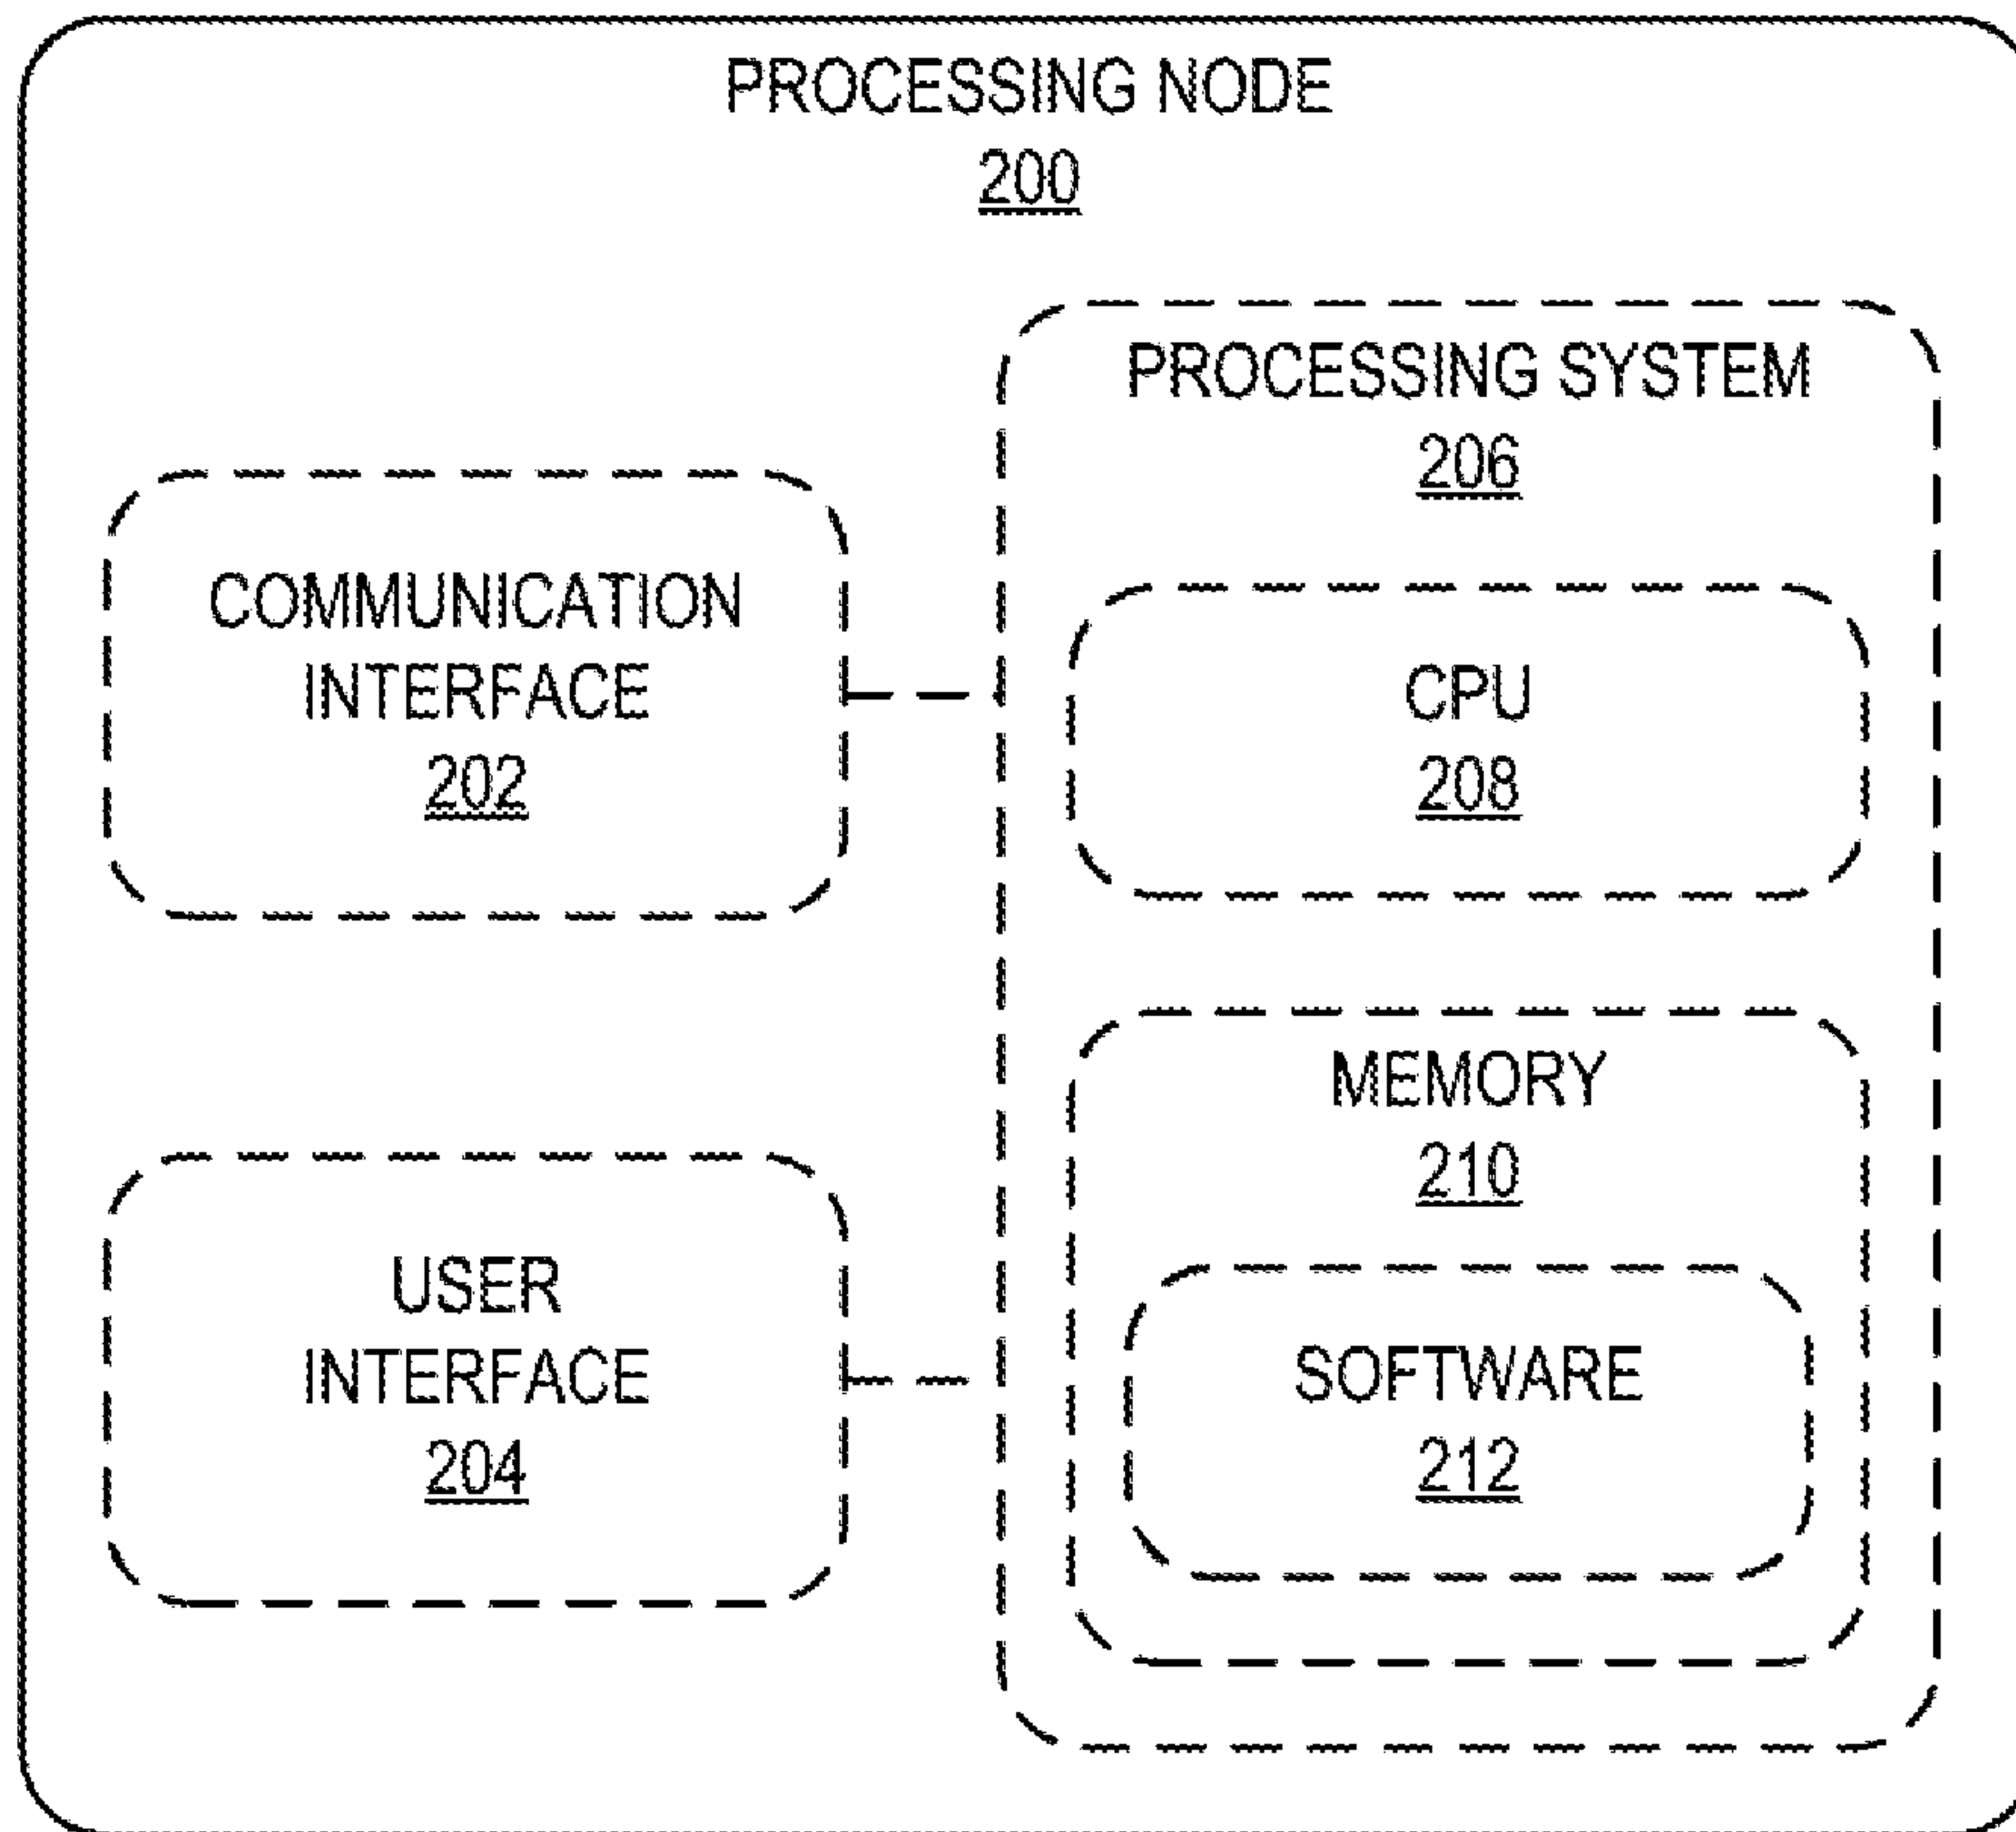 PROCESSING NODE
200
COMMUNICATION
INTERFACE
202
USER
INTERFACE
204
PROCESSING SYSTEM
206
CPU
208
MEMORY
210
SOFTWARE
212